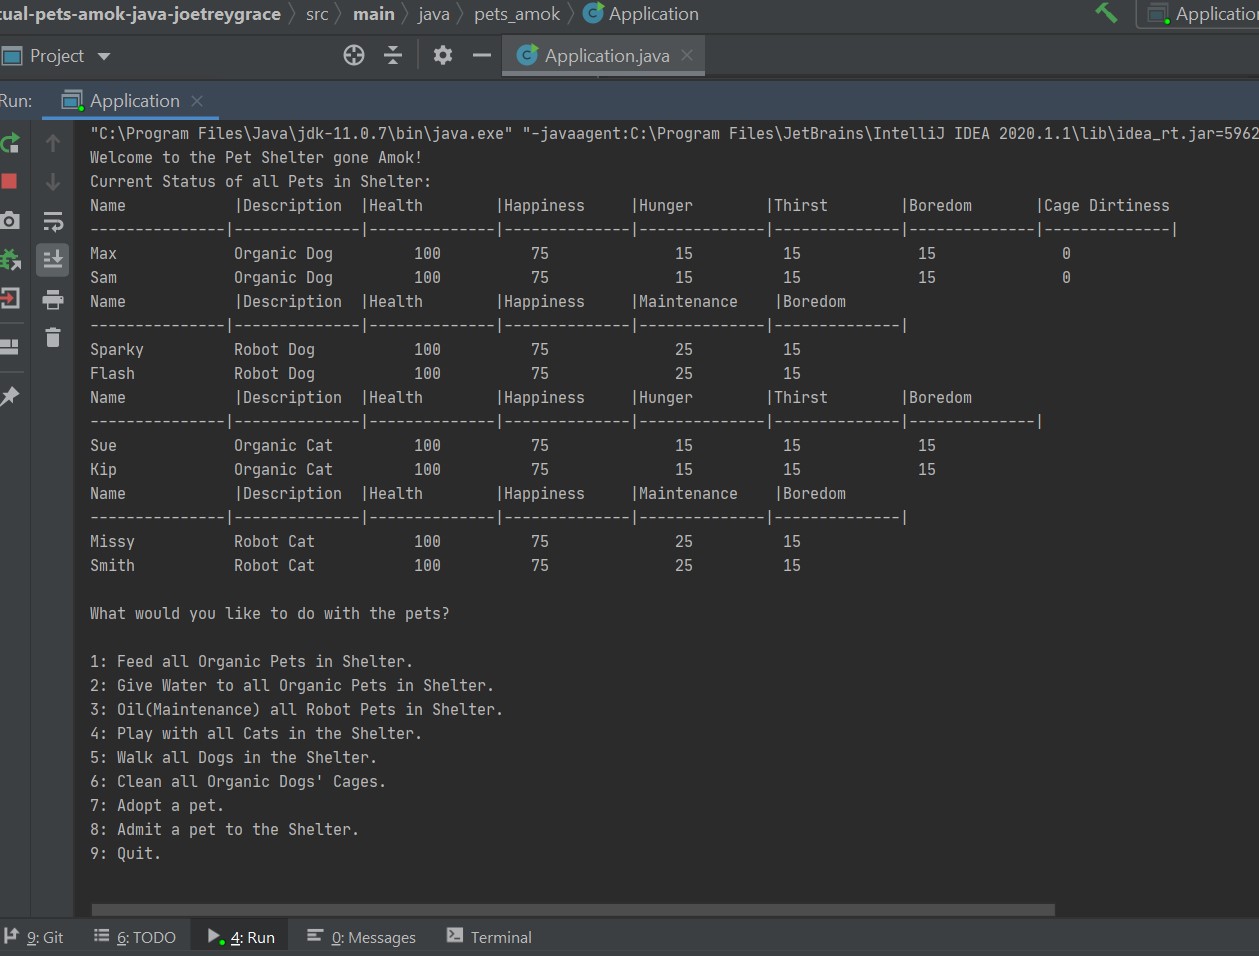 tual-pets-amok-java-joetreygrace 〉 src 〉 main 〉 java 〉 pets_amok 〉 Application
Project Application.java
Run: Application
"C:\Program Files\Java\jdk-11.0.7\bin\java.exe" "-javaagent:C:\Program Files\JetBrains\IntelliJ IDEA 2020.1.1\lib\idea_rt.jar=5962
Welcome to the Pet Shelter gone Amok!
Current Status of all Pets in Shelter:
Name            |Description  |Health        |Happiness     |Hunger        |Thirst        |Boredom       |Cage Dirtiness
---------------|--------------|--------------|--------------|--------------|--------------|--------------|--------------|
Max             Organic Dog         100          75              15          15             15              0
Sam             Organic Dog         100          75              15          15             15              0
Name            |Description  |Health        |Happiness     |Maintenance    |Boredom
---------------|--------------|--------------|--------------|--------------|--------------|
Sparky          Robot Dog           100          75              25          15
Flash           Robot Dog           100          75              25          15
Name            |Description  |Health        |Happiness     |Hunger        |Thirst        |Boredom
---------------|--------------|--------------|--------------|--------------|--------------|--------------|
Sue             Organic Cat         100          75              15          15             15
Kip             Organic Cat         100          75              15          15             15
Name            |Description  |Health        |Happiness     |Maintenance    |Boredom
---------------|--------------|--------------|--------------|--------------|--------------|
Missy           Robot Cat           100          75              25          15
Smith           Robot Cat           100          75              25          15
What would you like to do with the pets?
1: Feed all Organic Pets in Shelter.
2: Give Water to all Organic Pets in Shelter.
3: Oil(Maintenance) all Robot Pets in Shelter.
4: Play with all Cats in the Shelter.
5: Walk all Dogs in the Shelter.
6: Clean all Organic Dogs' Cages.
7: Adopt a pet.
8: Admit a pet to the Shelter.
9: Quit.
9: Git 6: TODO 4: Run 0: Messages Terminal